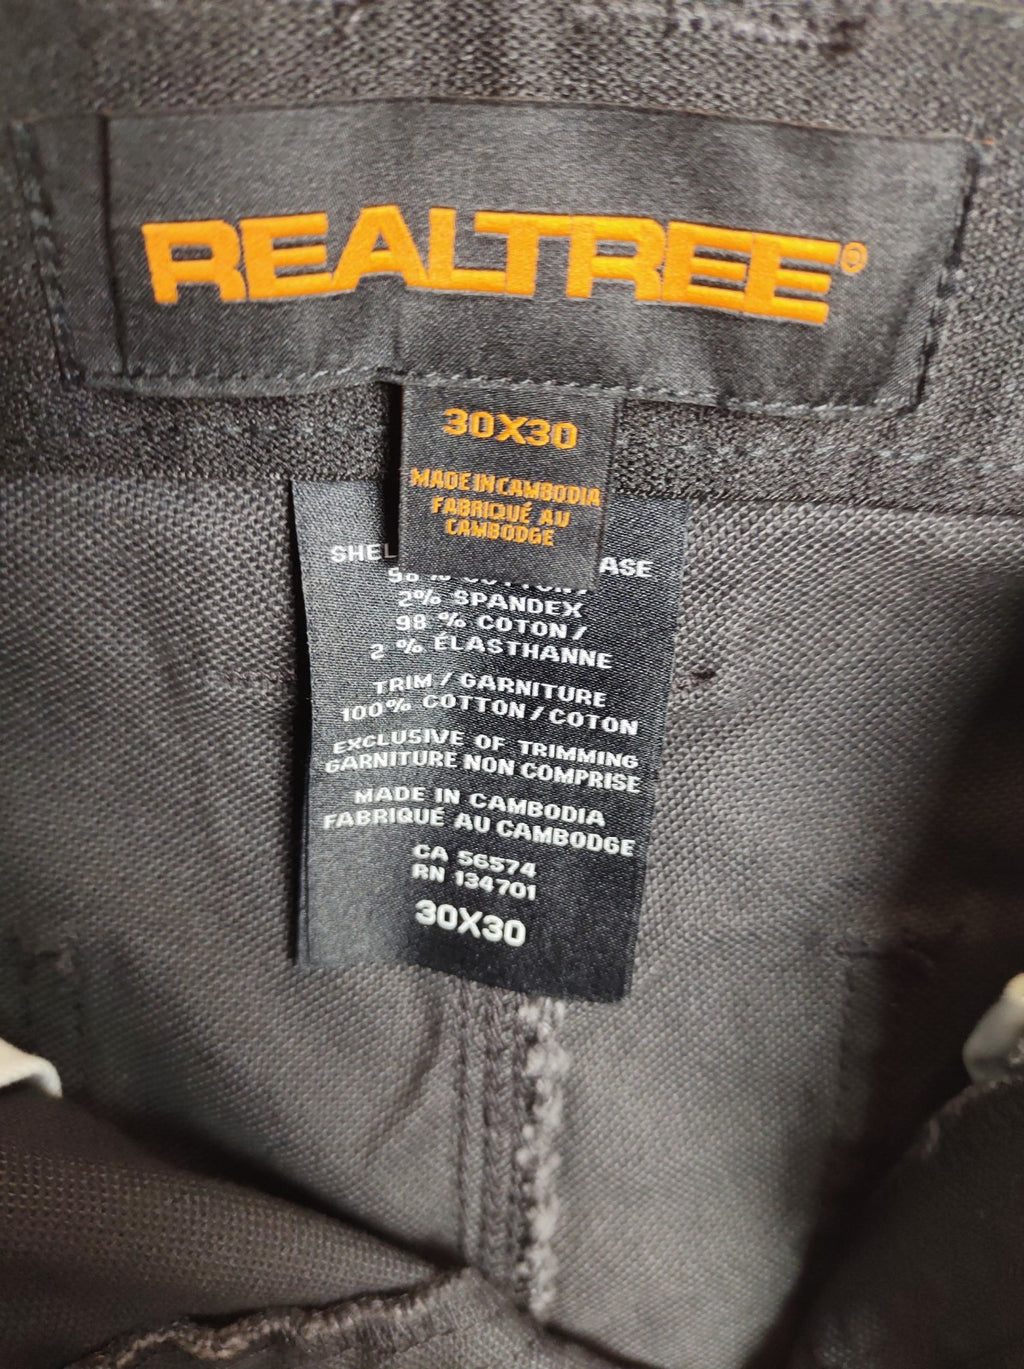 REALTREE®
30X30
MADE IN CAMBODIA
FABRIQUÉ AU
CAMBODGE
2% SPANDEX
98 % COTON /
2 % ÉLASTHANNE
TRIM / GARNITURE
100% COTTON / COTON
EXCLUSIVE OF TRIMMING
GARNITURE NON COMPRISE
MADE IN CAMBODIA
FABRIQUÉ AU CAMBODGE
CA 56574
RN 134701
30X30